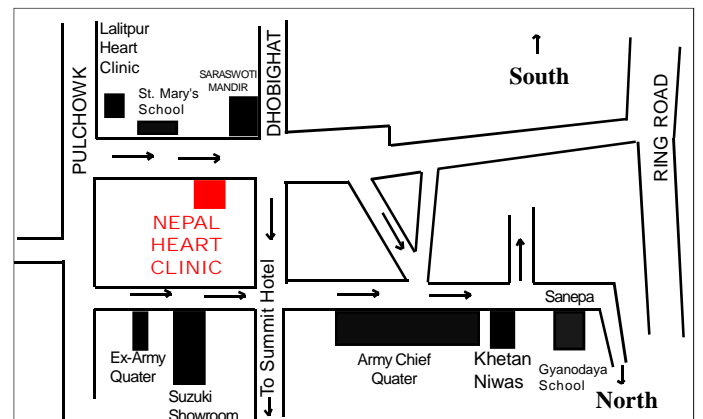 Lalitpur
Heart
Clinic
St. Mary's
School
SARASWOTI
MANDIR
PULCHOWK
DHOBIGHAT
South
RING ROAD
NEPAL
HEART
CLINIC
To Summit Hotel
Sanepa
Ex-Army
Quater
Suzuki
Showroom
Army Chief
Quater
Khetan
Niwas
Gyanodaya
School
North